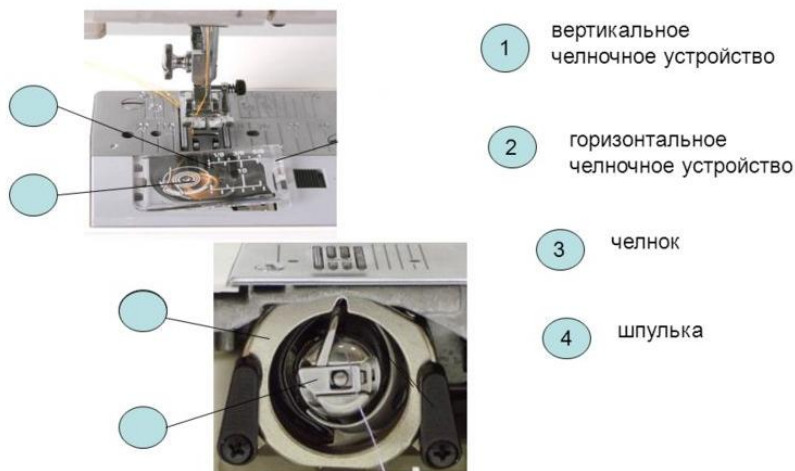 1 вертикальное
челночное устройство
2 горизонтальное
челночное устройство
3 челнок
4 шпулька